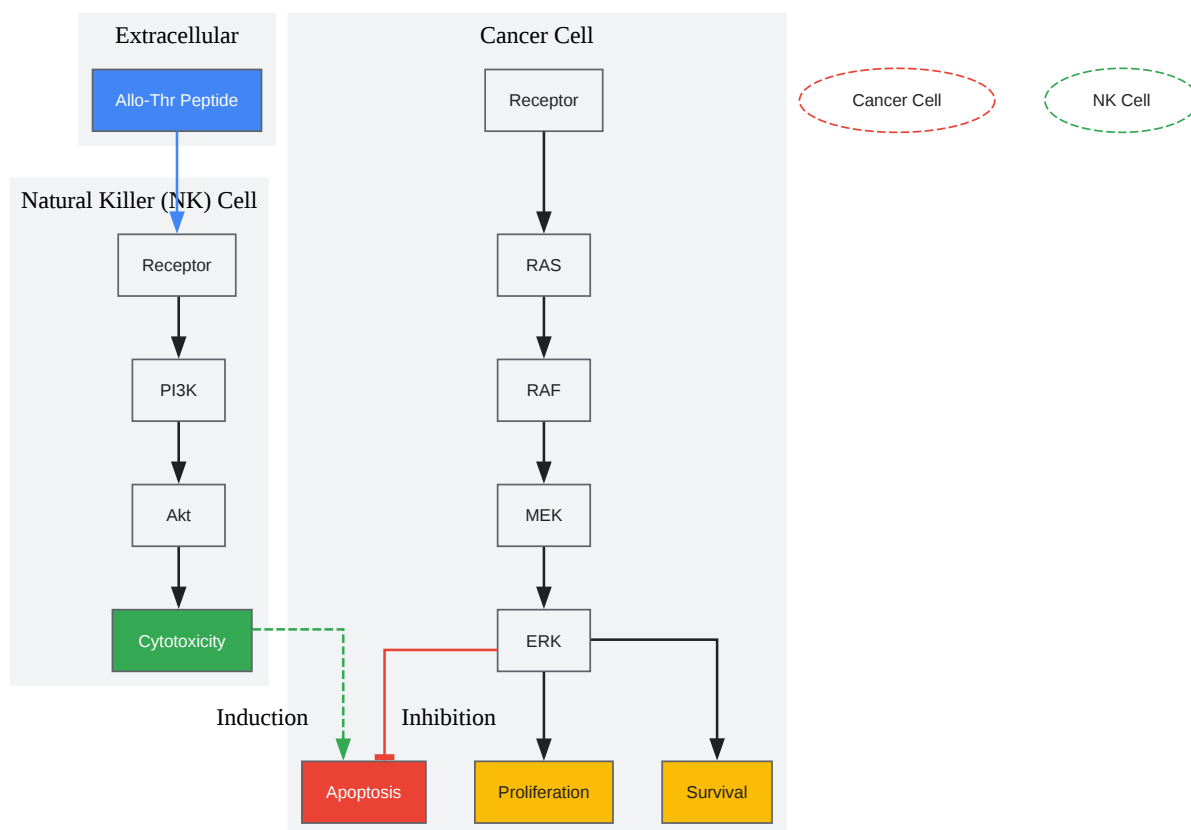 Extracellular
Cancer Cell
Allo-Thr Peptide
Receptor
Cancer Cell
NK Cell
Natural Killer (NK) Cell
Receptor
RAS
PI3K
RAF
Akt
MEK
Cytotoxicity
ERK
Induction
Inhibition
Apoptosis
Proliferation
Survival